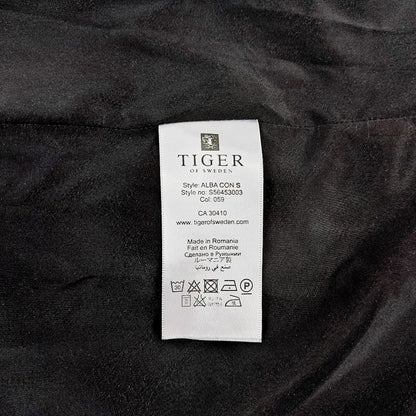 TIGER
OF SWEDEN
Style: ALBA CON S
Style no: S56453003
Col: 059
CA 30410
www.tigerofsweden.com
Made in Romania
Fait en Roumanie
Сделано в Румынии
ルーマニア製
صنع في رومانيا
30